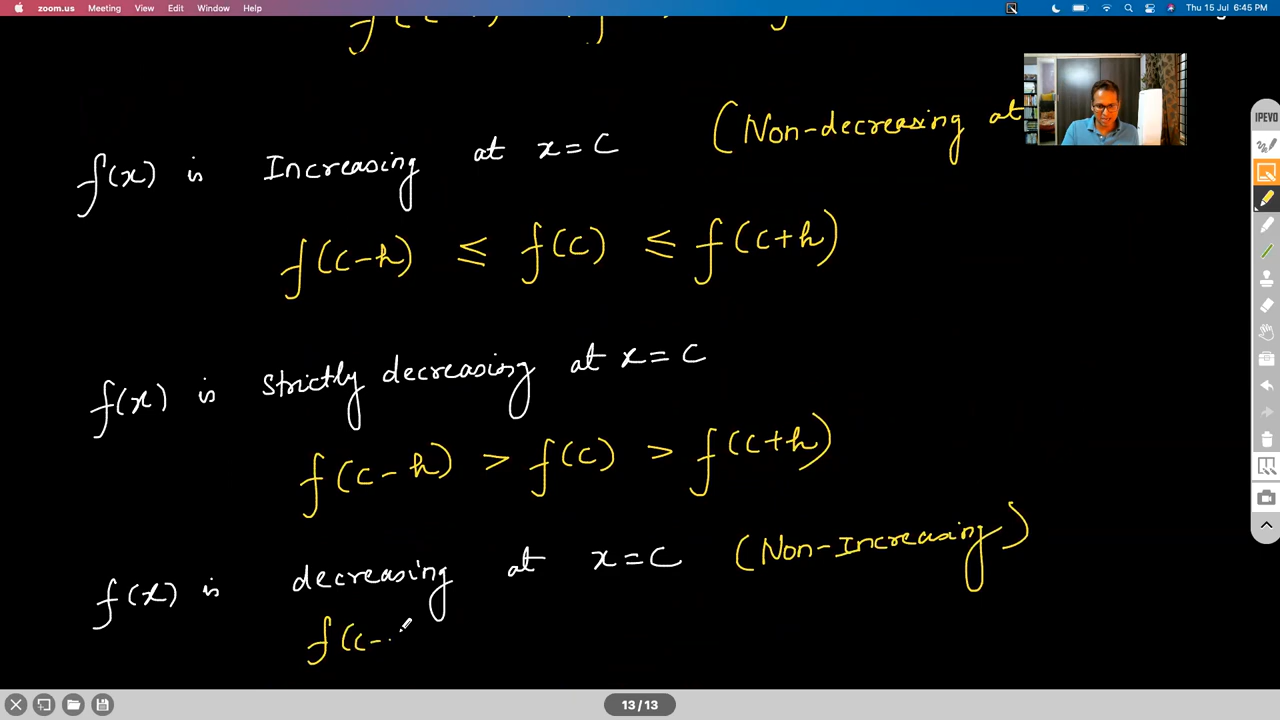 zoom.us Meeting View Edit Window Help Thu 15 Jul 6:45 PM
(Non-decreasing at
f(x) is Increasing at x=c
f(c-h) ≤ f(c) ≤ f(c+h)
IPEVO
f(x) is strictly decreasing at x=c
f(c-h) > f(c) > f(c+h)
f(x) is decreasing at x=c (Non-Increasing)
f(c-
13/13